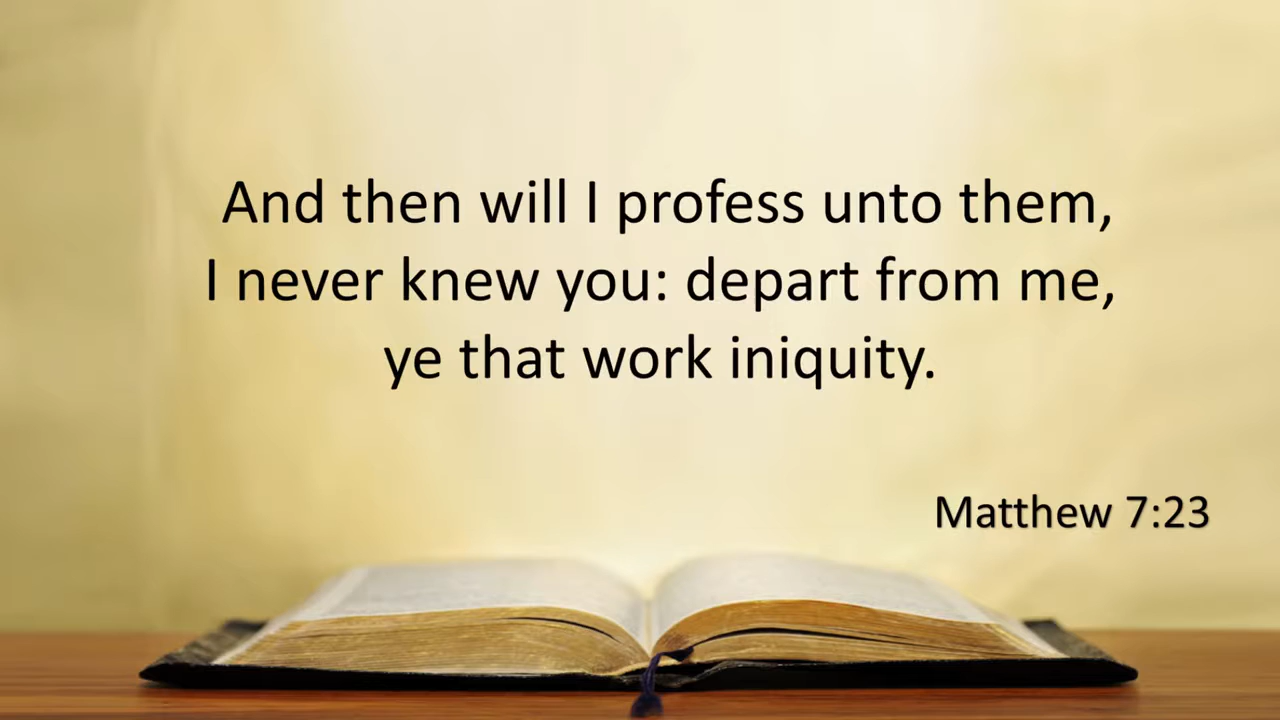 And then will I profess unto them,
I never knew you: depart from me,
ye that work iniquity.
Matthew 7:23